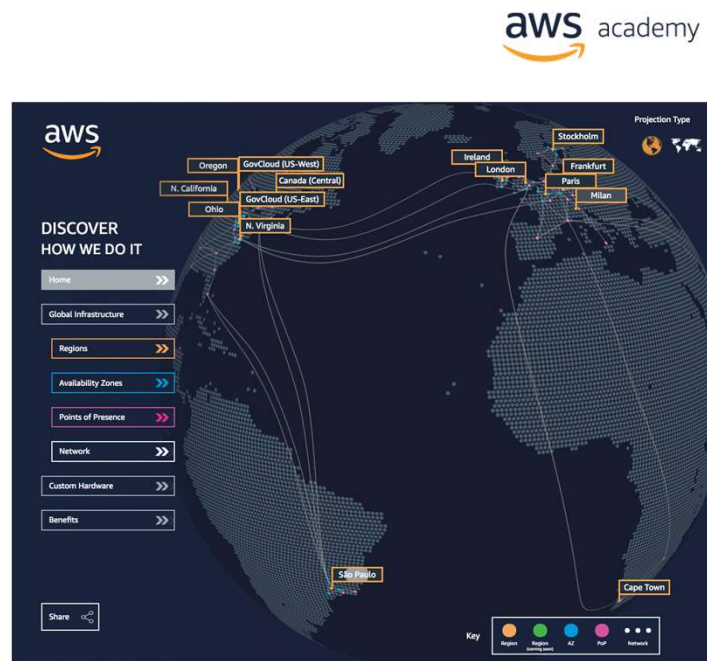 aws academy
aws
Projection Type
Stockholm
Ireland
Oregon
GovCloud (US-West)
London
Frankfurt
Canada (Central)
Paris
N. California
GovCloud (US-East)
Milan
Ohio
N. Virginia
DISCOVER
HOW WE DO IT
Home
Global Infrastructure
Regions
Availability Zones
Points of Presence
Network
Custom Hardware
Benefits
São Paulo
Cape Town
Share
Key
Region
Region
(coming soon)
AZ
PoP
Network